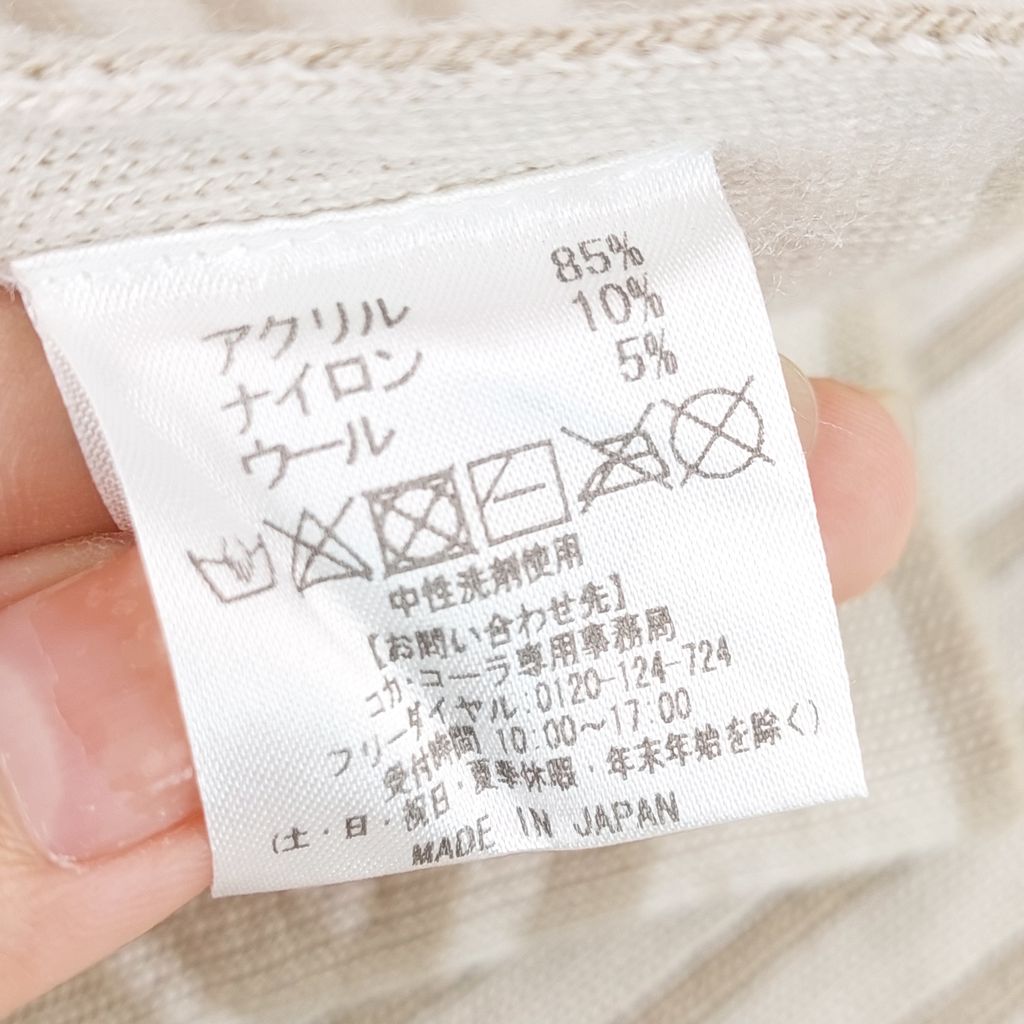 アクリル 85%
ナイロン 10%
ウール 5%
中性洗剤使用
【お問い合わせ先】
コカ・コーラ専用事務局
フリーダイヤル:0120-124-724
受付時間 10:00～17:00
(土・日・祝日・夏季休暇・年末年始を除く)
MADE IN JAPAN